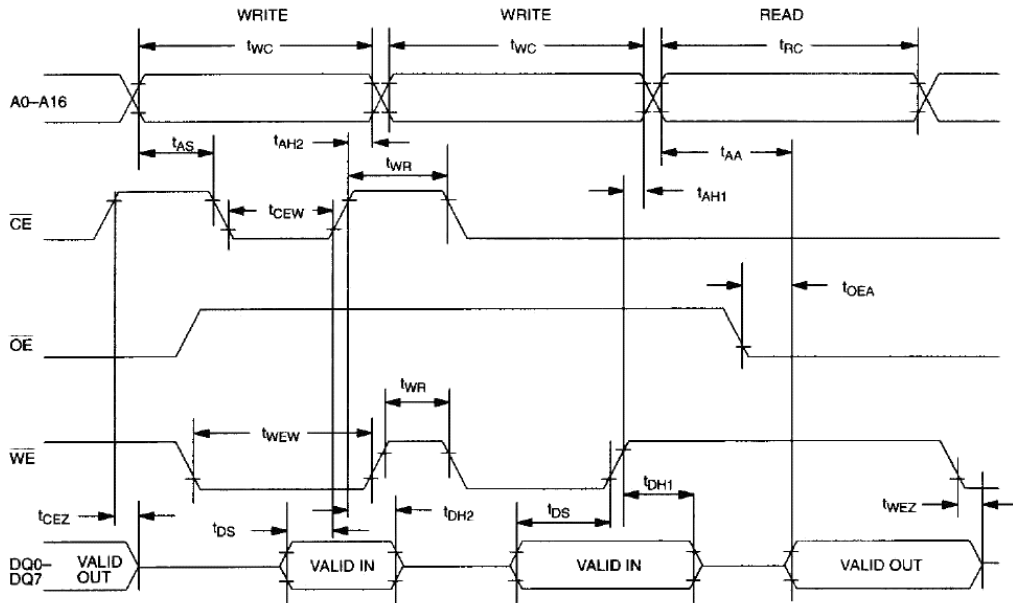 WRITE WRITE READ
tWC tWC tRC
A0–A16
tAS tAH2 tWR tAA
tAH1
CE tCEW
tOEA
OE
tWR
tWEW
WE
tDH1
tCEZ tDS tDH2 tDS tWEZ
DQ0– VALID VALID IN VALID IN VALID OUT
DQ7 OUT